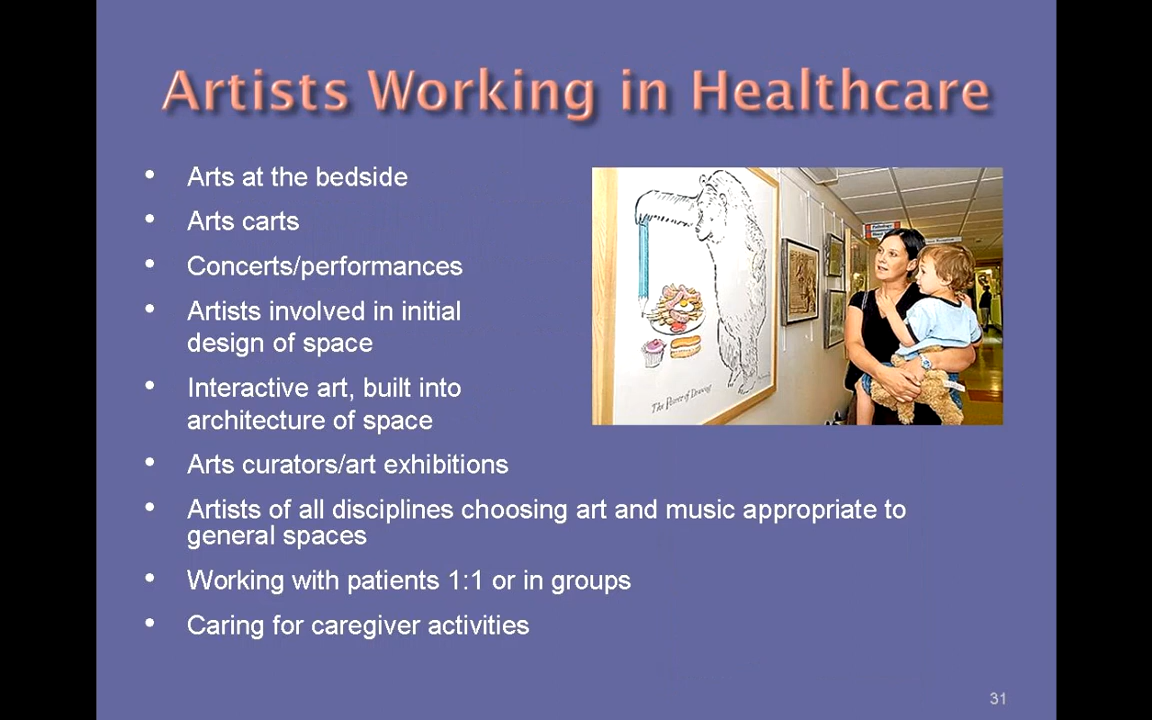 Artists Working in Healthcare
• Arts at the bedside
• Arts carts
• Concerts/performances
• Artists involved in initial
design of space
• Interactive art, built into
architecture of space
• Arts curators/art exhibitions
• Artists of all disciplines choosing art and music appropriate to
general spaces
• Working with patients 1:1 or in groups
• Caring for caregiver activities
The Power of Drawing
31